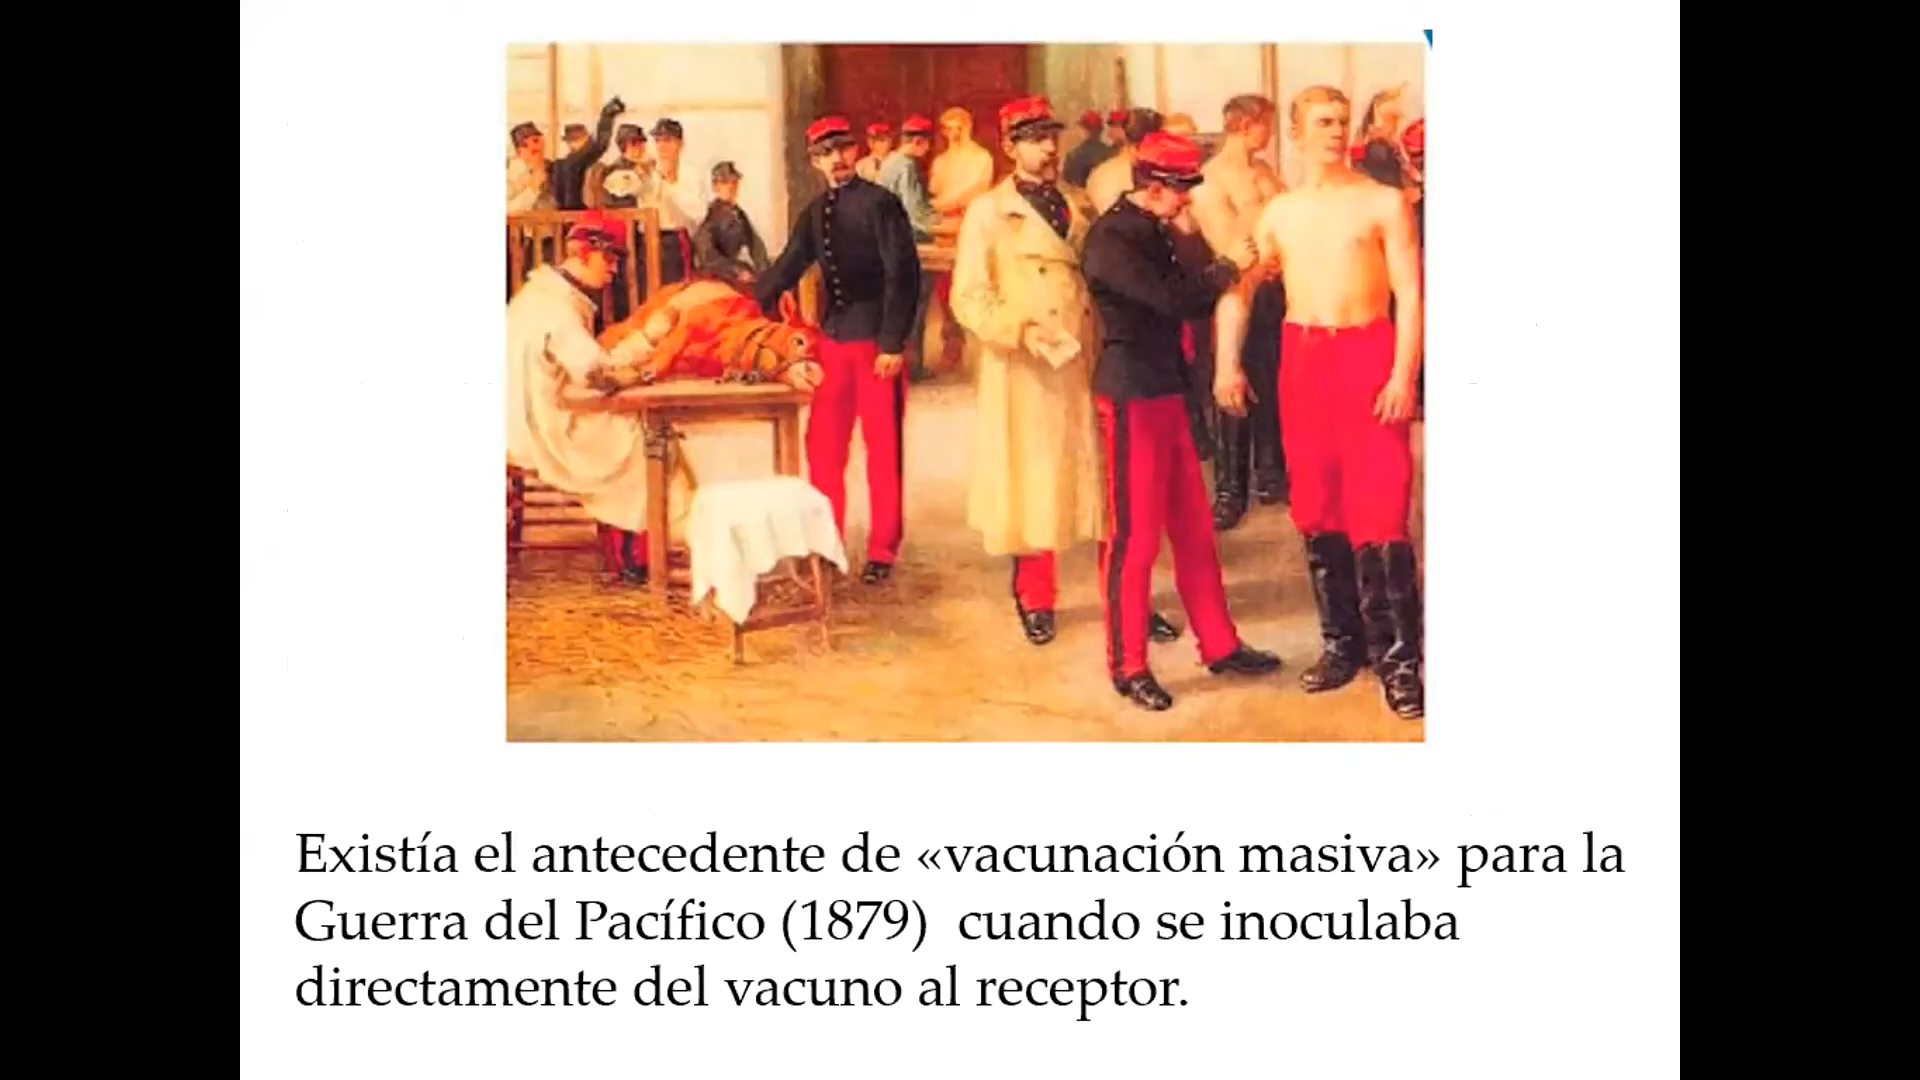 Existía el antecedente de «vacunación masiva» para la
Guerra del Pacífico (1879)  cuando se inoculaba
directamente del vacuno al receptor.